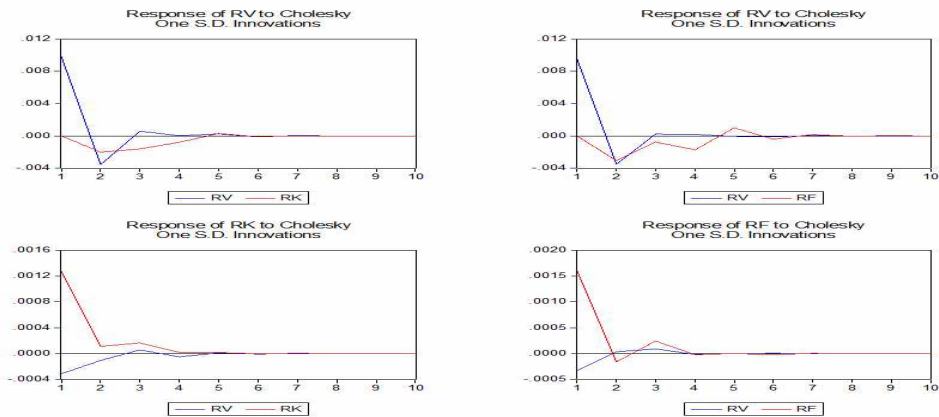 Response of RV to Cholesky
One S.D. Innovations
.012
.008
.004
.000
-.004
1 2 3 4 5 6 7 8 9 10
RV RK
Response of RV to Cholesky
One S.D. Innovations
.012
.008
.004
.000
-.004
1 2 3 4 5 6 7 8 9 10
RV RF
Response of RK to Cholesky
One S.D. Innovations
.0016
.0012
.0008
.0004
.0000
-.0004
1 2 3 4 5 6 7 8 9 10
RV RK
Response of RF to Cholesky
One S.D. Innovations
.0020
.0015
.0010
.0005
.0000
-.0005
1 2 3 4 5 6 7 8 9 10
RV RF